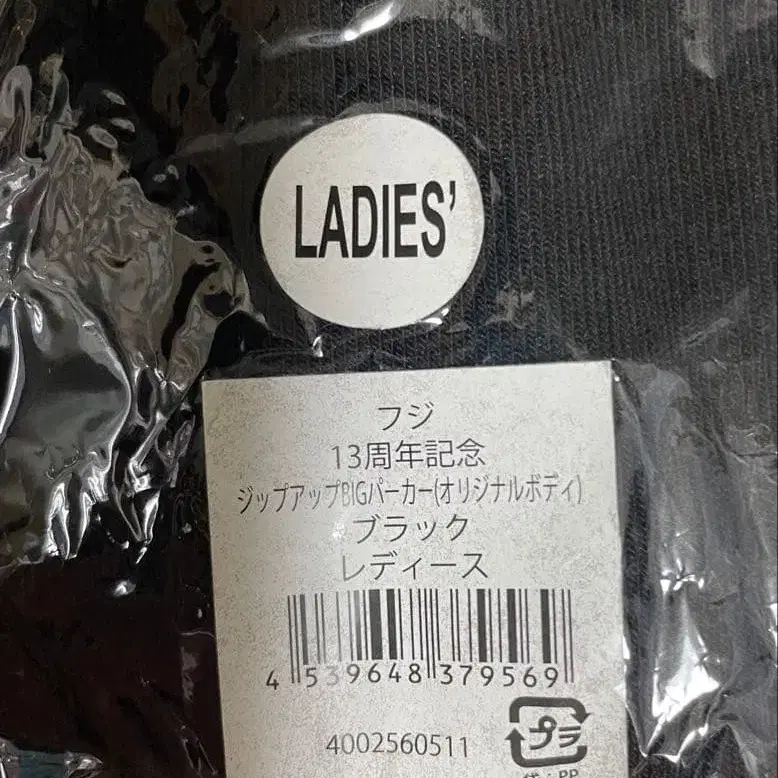 LADIES’
フジ
13周年記念
ジップアップBIGパーカー(オリジナルボディ)
ブラック
レディース
4 539648 379569
プラ
4002560511
袋：PP